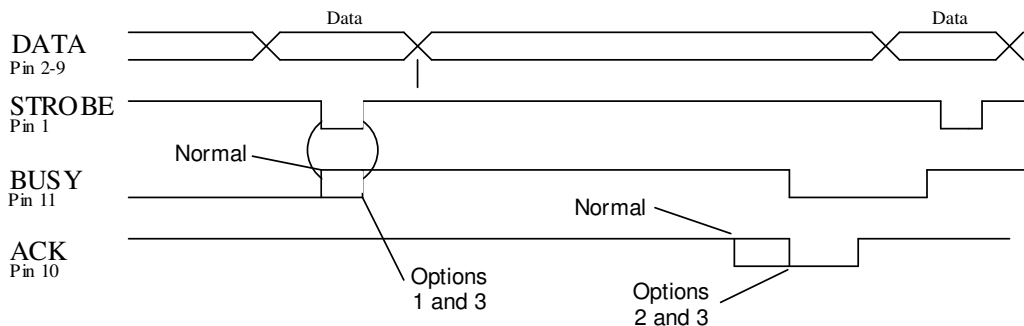 Data
Data
DATA
Pin 2-9
STROBE
Pin 1
Normal
BUSY
Pin 11
Normal
ACK
Pin 10
Options
1 and 3
Options
2 and 3